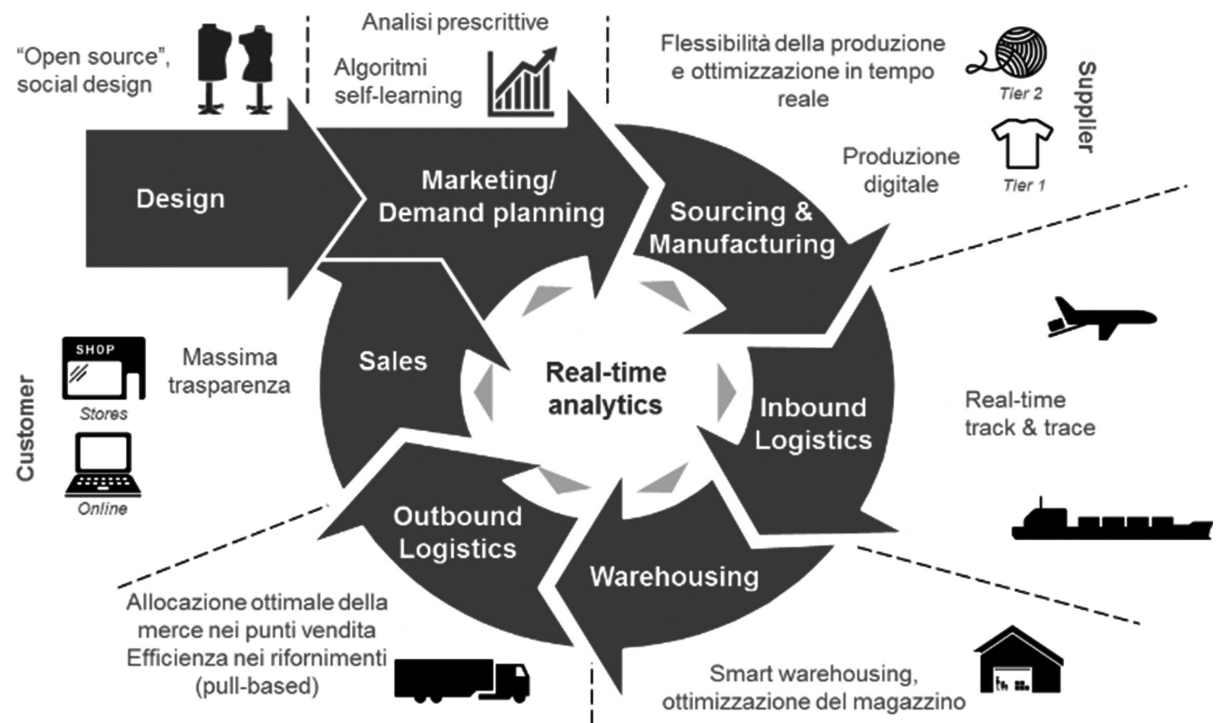 "Open source",
social design
Analisi prescrittive
Algoritmi
self-learning
Flessibilità della produzione
e ottimizzazione in tempo
reale
Tier 2
Supplier
Produzione
digitale
Tier 1
Design
Marketing/
Demand planning
Sourcing &
Manufacturing
Customer
SHOP
Stores
Online
Massima
trasparenza
Sales
Real-time
analytics
Inbound
Logistics
Real-time
track & trace
Outbound
Logistics
Warehousing
Allocazione ottimale della
merce nei punti vendita
Efficienza nei rifornimenti
(pull-based)
Smart warehousing,
ottimizzazione del magazzino